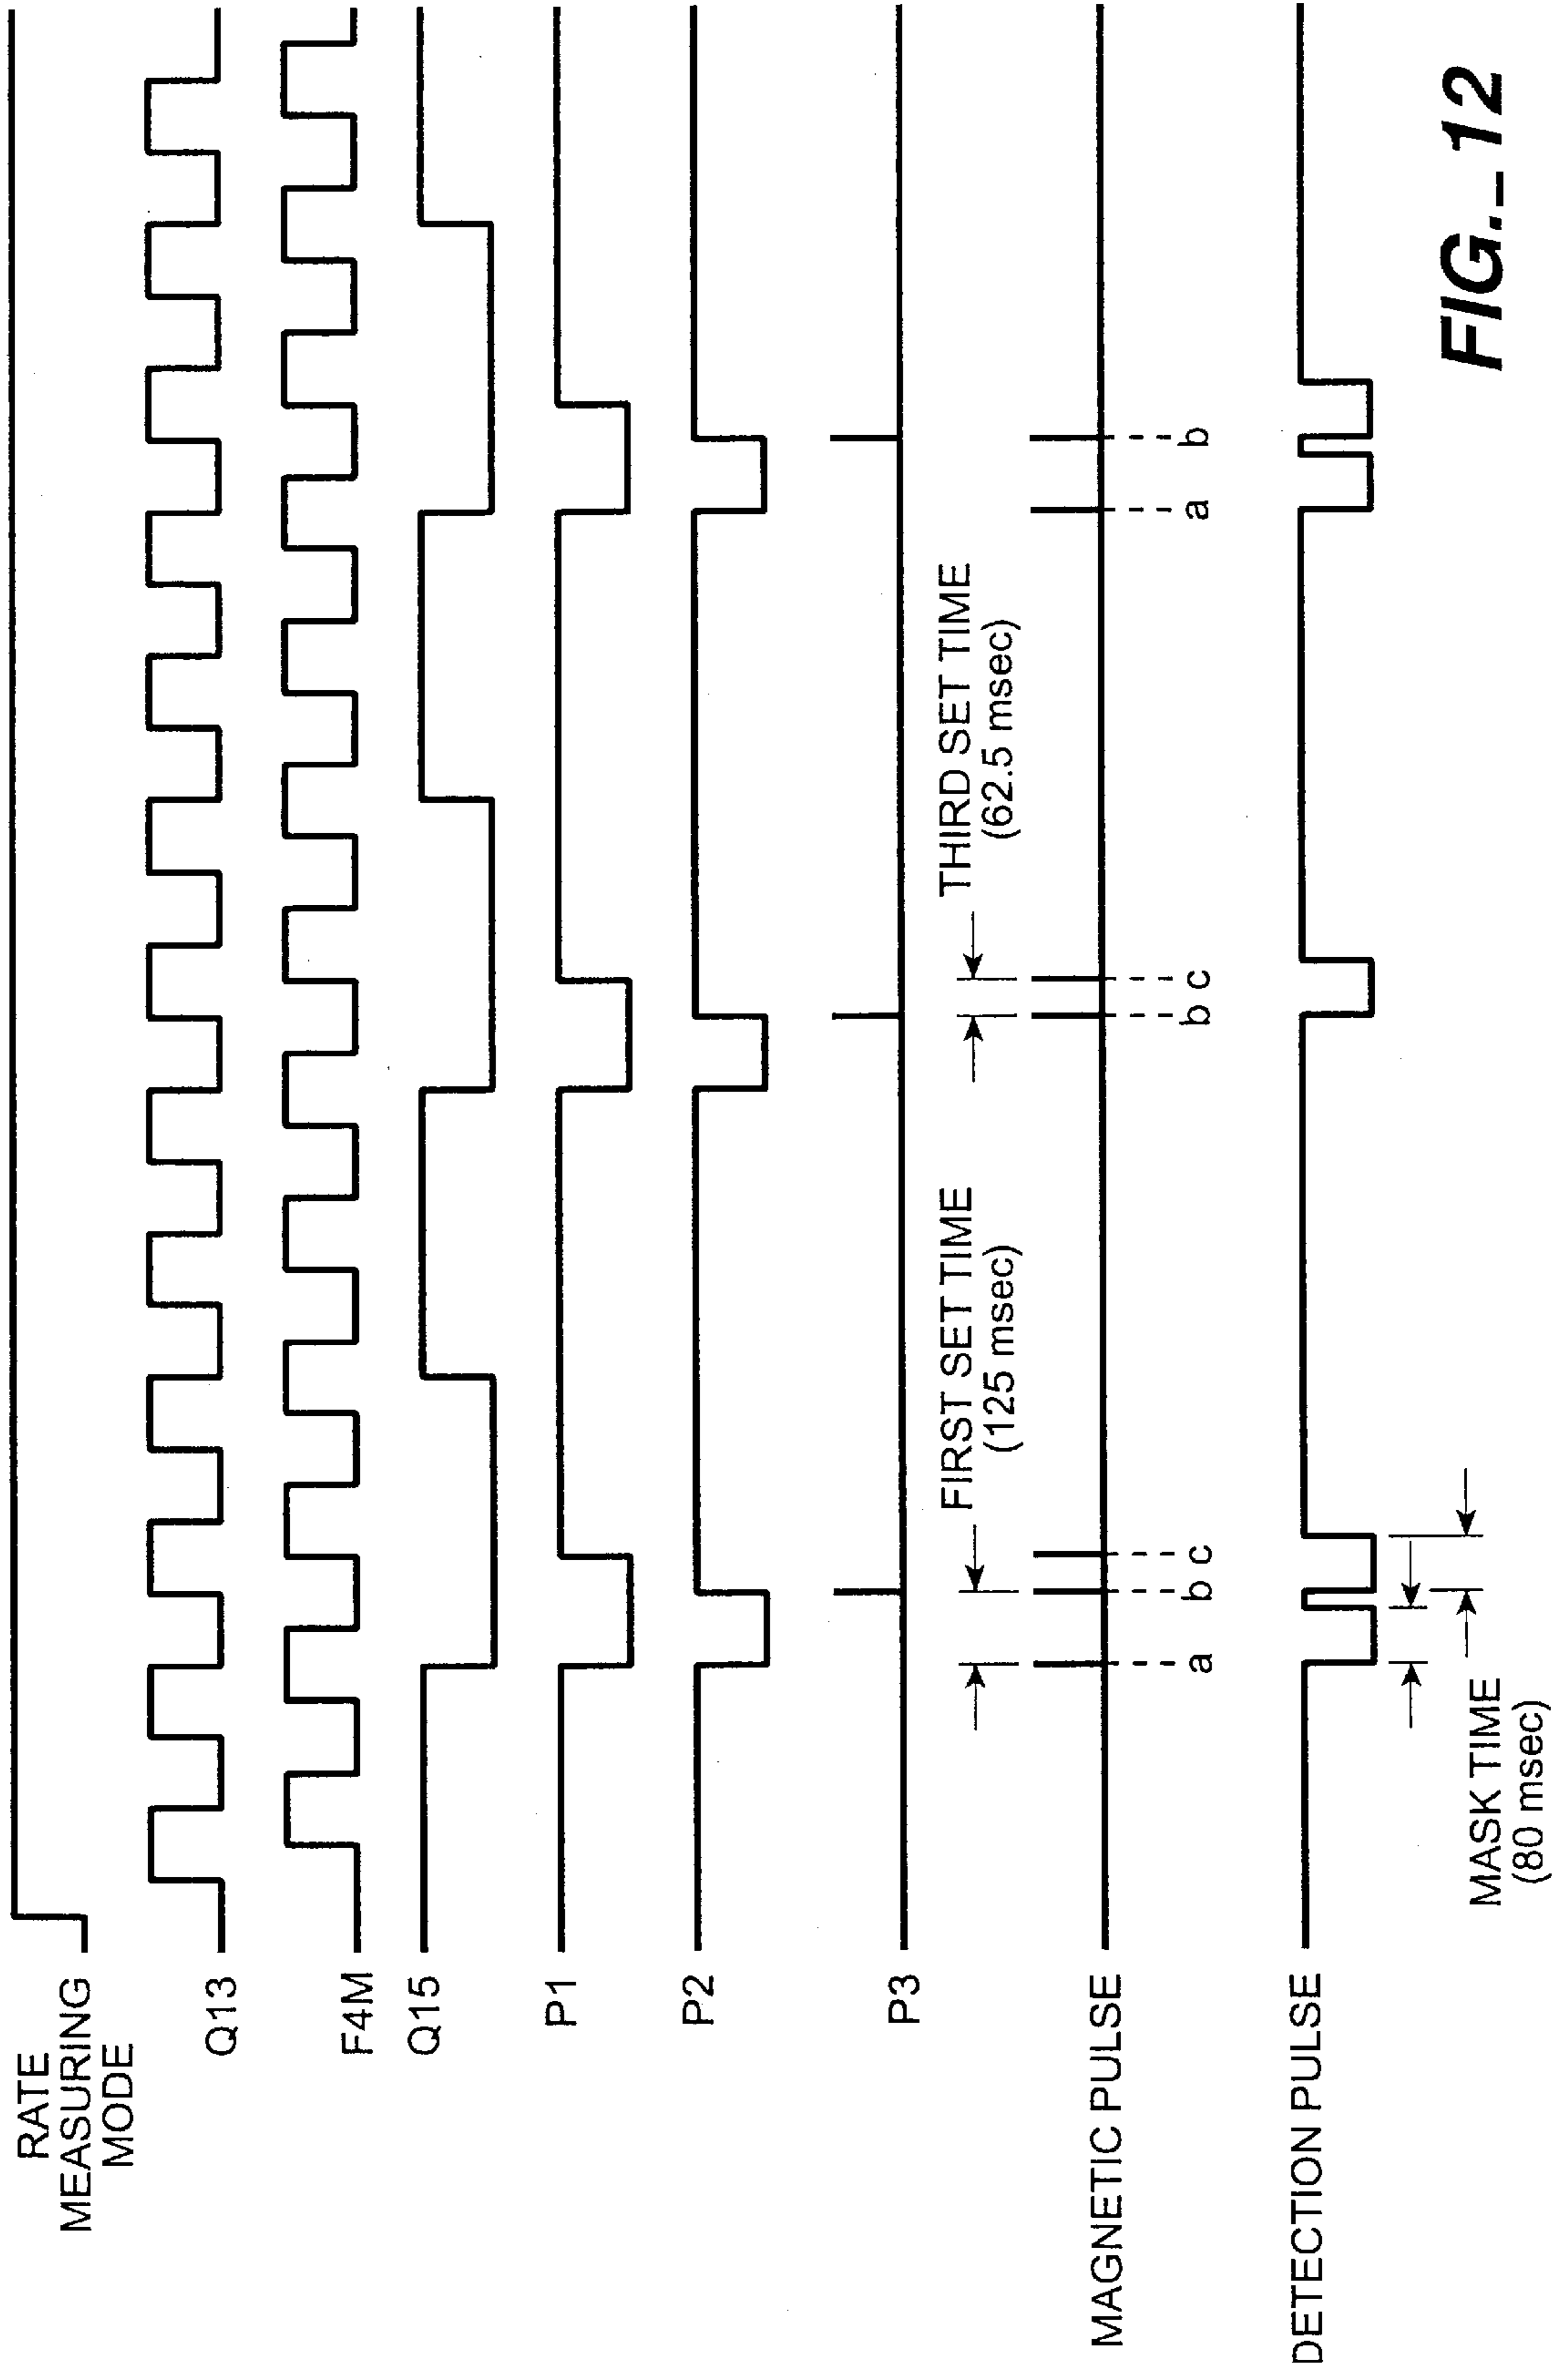 RATE
MEASURING
MODE
Q13
F4M
Q15
P1
P2
P3
FIRST SET TIME
(125 msec)
THIRD SET TIME
(62.5 msec)
MAGNETIC PULSE
a b c b c a b
DETECTION PULSE
MASK TIME
(80 msec)
FIG._12